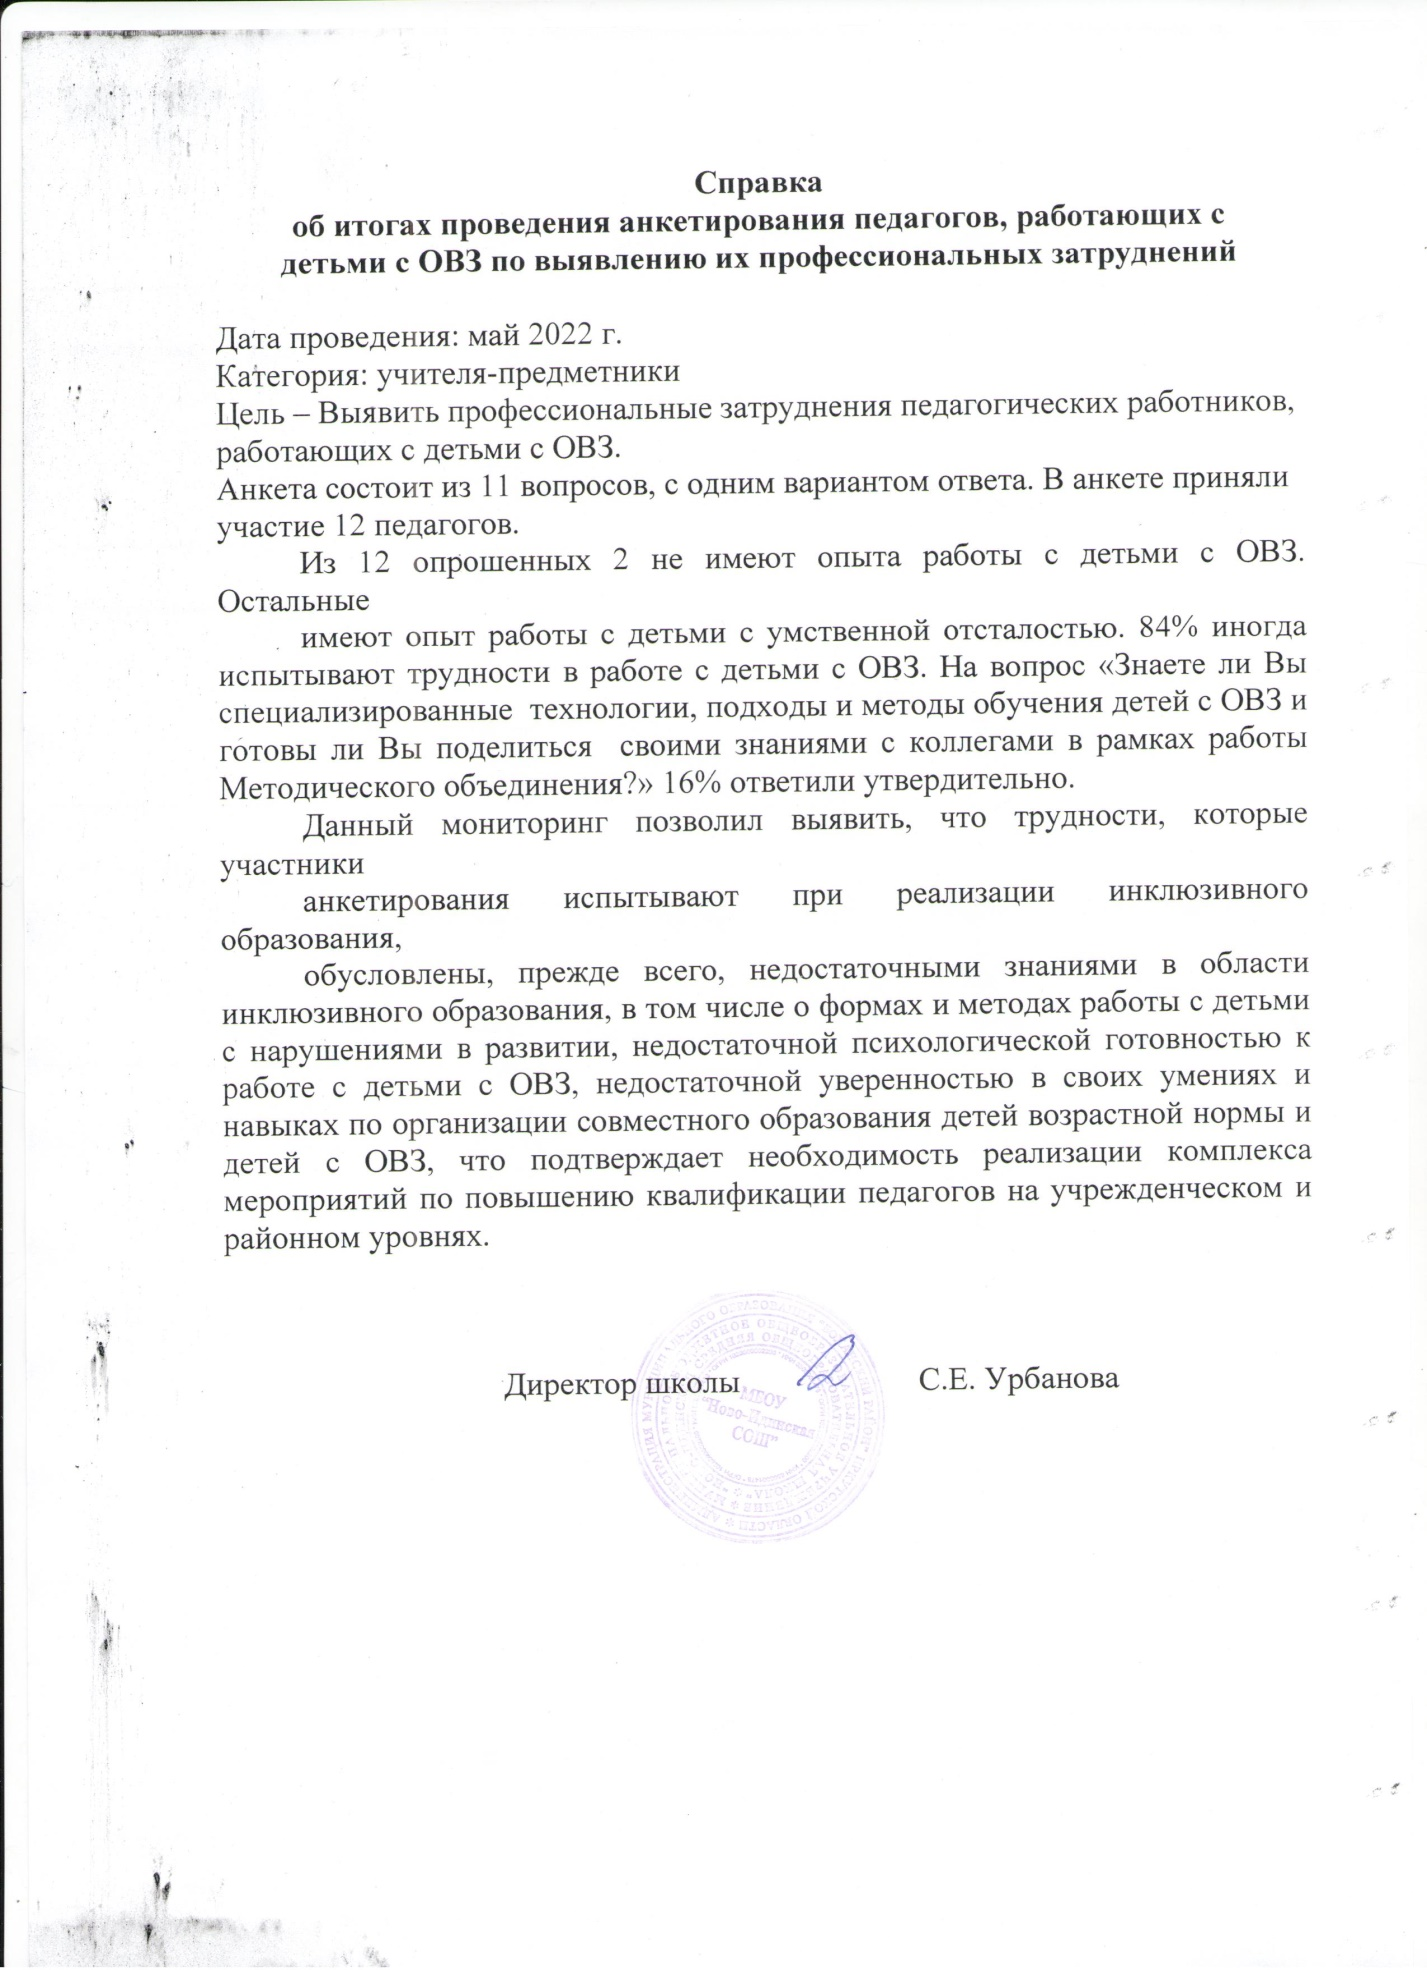 Справка
об итогах проведения анкетирования педагогов, работающих с
детьми с ОВЗ по выявлению их профессиональных затруднений
Дата проведения: май 2022 г.
Категория: учителя-предметники
Цель – Выявить профессиональные затруднения педагогических работников,
работающих с детьми с ОВЗ.
Анкета состоит из 11 вопросов, с одним вариантом ответа. В анкете приняли
участие 12 педагогов.
Из 12 опрошенных 2 не имеют опыта работы с детьми с ОВЗ.
Остальные
имеют опыт работы с детьми с умственной отсталостью. 84% иногда
испытывают трудности в работе с детьми с ОВЗ. На вопрос «Знаете ли Вы
специализированные технологии, подходы и методы обучения детей с ОВЗ и
готовы ли Вы поделиться своими знаниями с коллегами в рамках работы
Методического объединения?» 16% ответили утвердительно.
Данный мониторинг позволил выявить, что трудности, которые
участники
анкетирования испытывают при реализации инклюзивного
образования,
обусловлены, прежде всего, недостаточными знаниями в области
инклюзивного образования, в том числе о формах и методах работы с детьми
с нарушениями в развитии, недостаточной психологической готовностью к
работе с детьми с ОВЗ, недостаточной уверенностью в своих умениях и
навыках по организации совместного образования детей возрастной нормы и
детей с ОВЗ, что подтверждает необходимость реализации комплекса
мероприятий по повышению квалификации педагогов на учрежденческом и
районном уровнях.
Директор школы С.Е. Урбанова
МБОУ
"Ново-Идинская
СОШ"